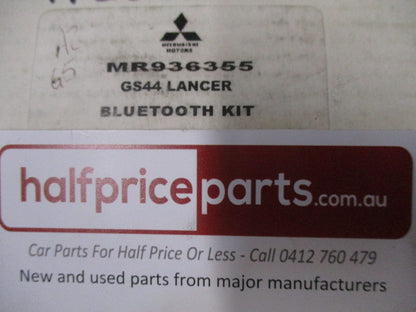 MITSUBISHI
MOTORS
MR936355
GS44 LANCER
BLUETOOTH KIT
halfpriceparts.com.au
Car Parts For Half Price Or Less - Call 0412 760 479
New and used parts from major manufacturers